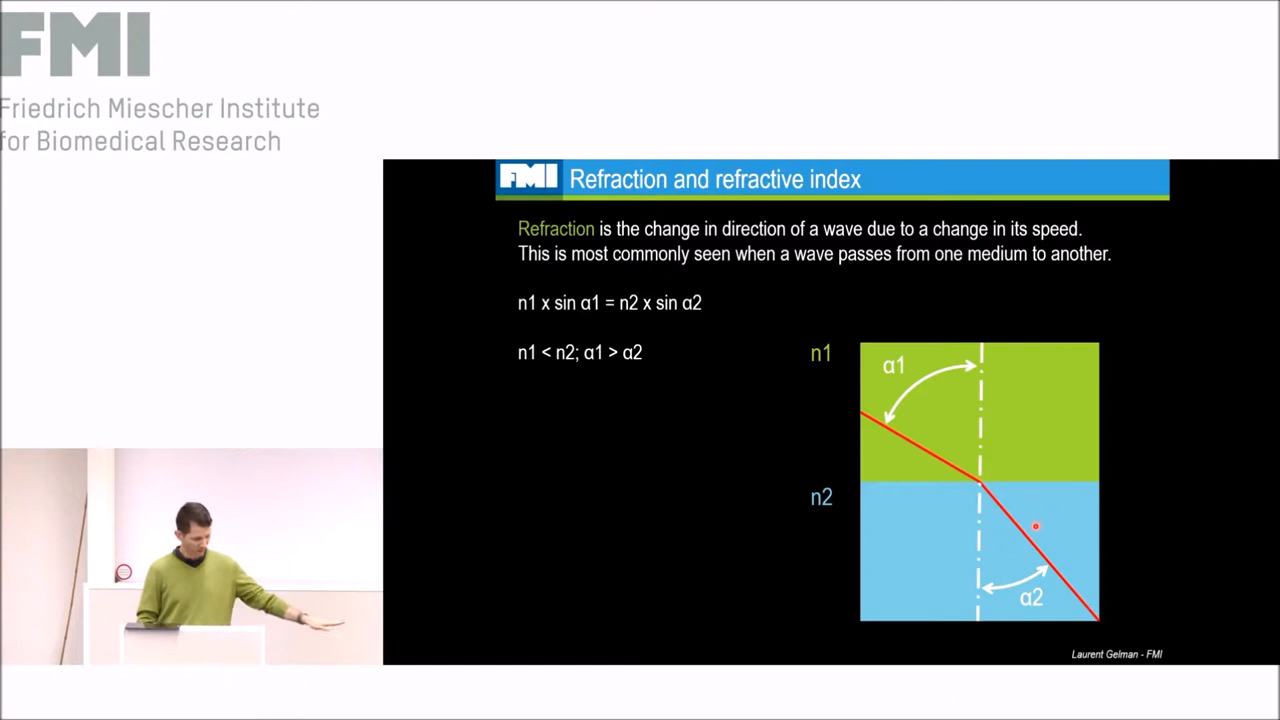 FMI
Friedrich Miescher Institute
for Biomedical Research
FMI Refraction and refractive index
Refraction is the change in direction of a wave due to a change in its speed.
This is most commonly seen when a wave passes from one medium to another.
n1 x sin α1 = n2 x sin α2
n1 < n2; α1 > α2
n1
α1
n2
α2
Laurent Gelman - FMI